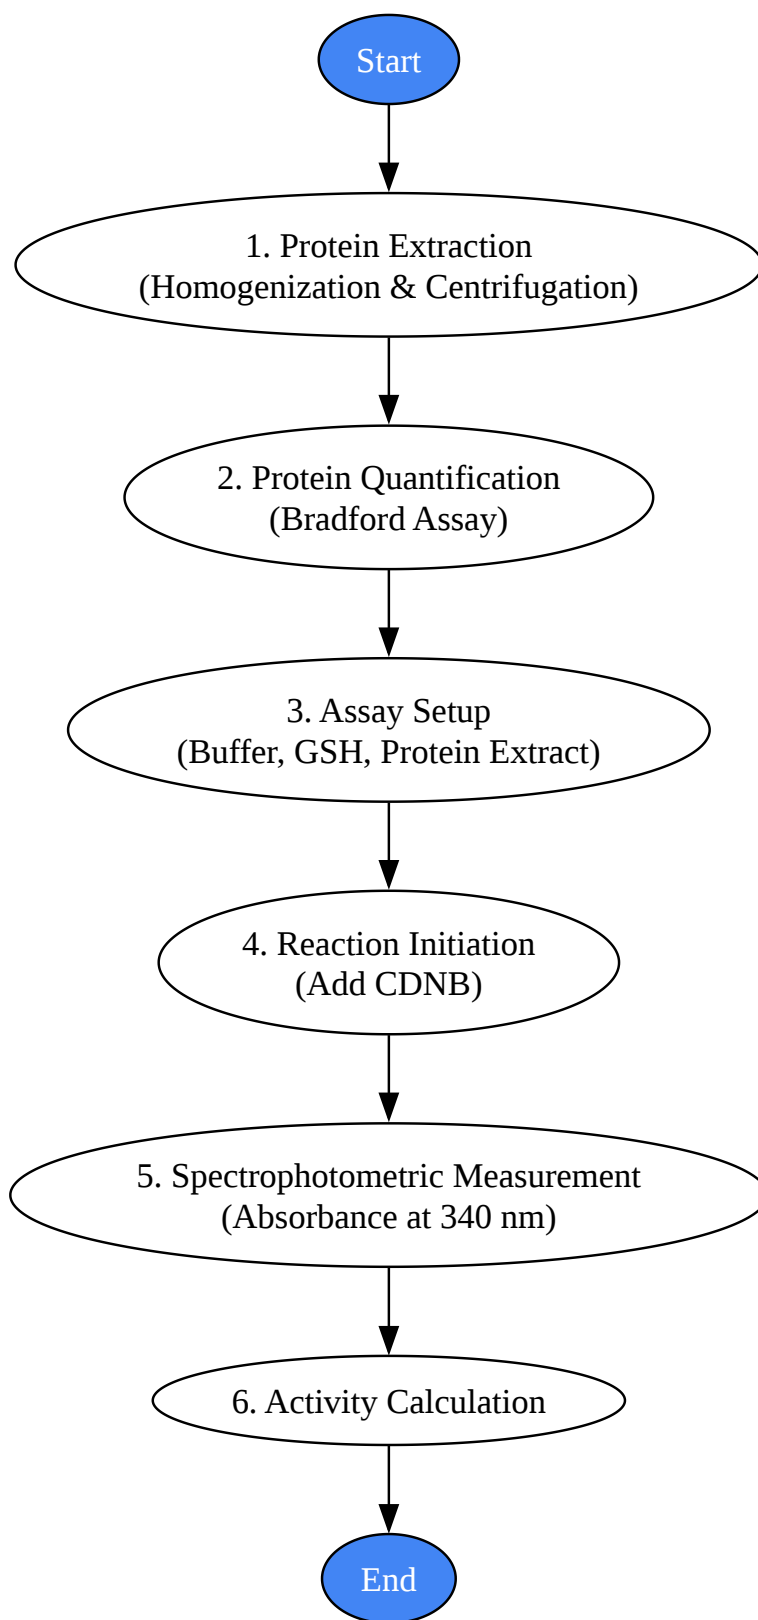 Start
1. Protein Extraction
(Homogenization & Centrifugation)
2. Protein Quantification
(Bradford Assay)
3. Assay Setup
(Buffer, GSH, Protein Extract)
4. Reaction Initiation
(Add CDNB)
5. Spectrophotometric Measurement
(Absorbance at 340 nm)
6. Activity Calculation
End